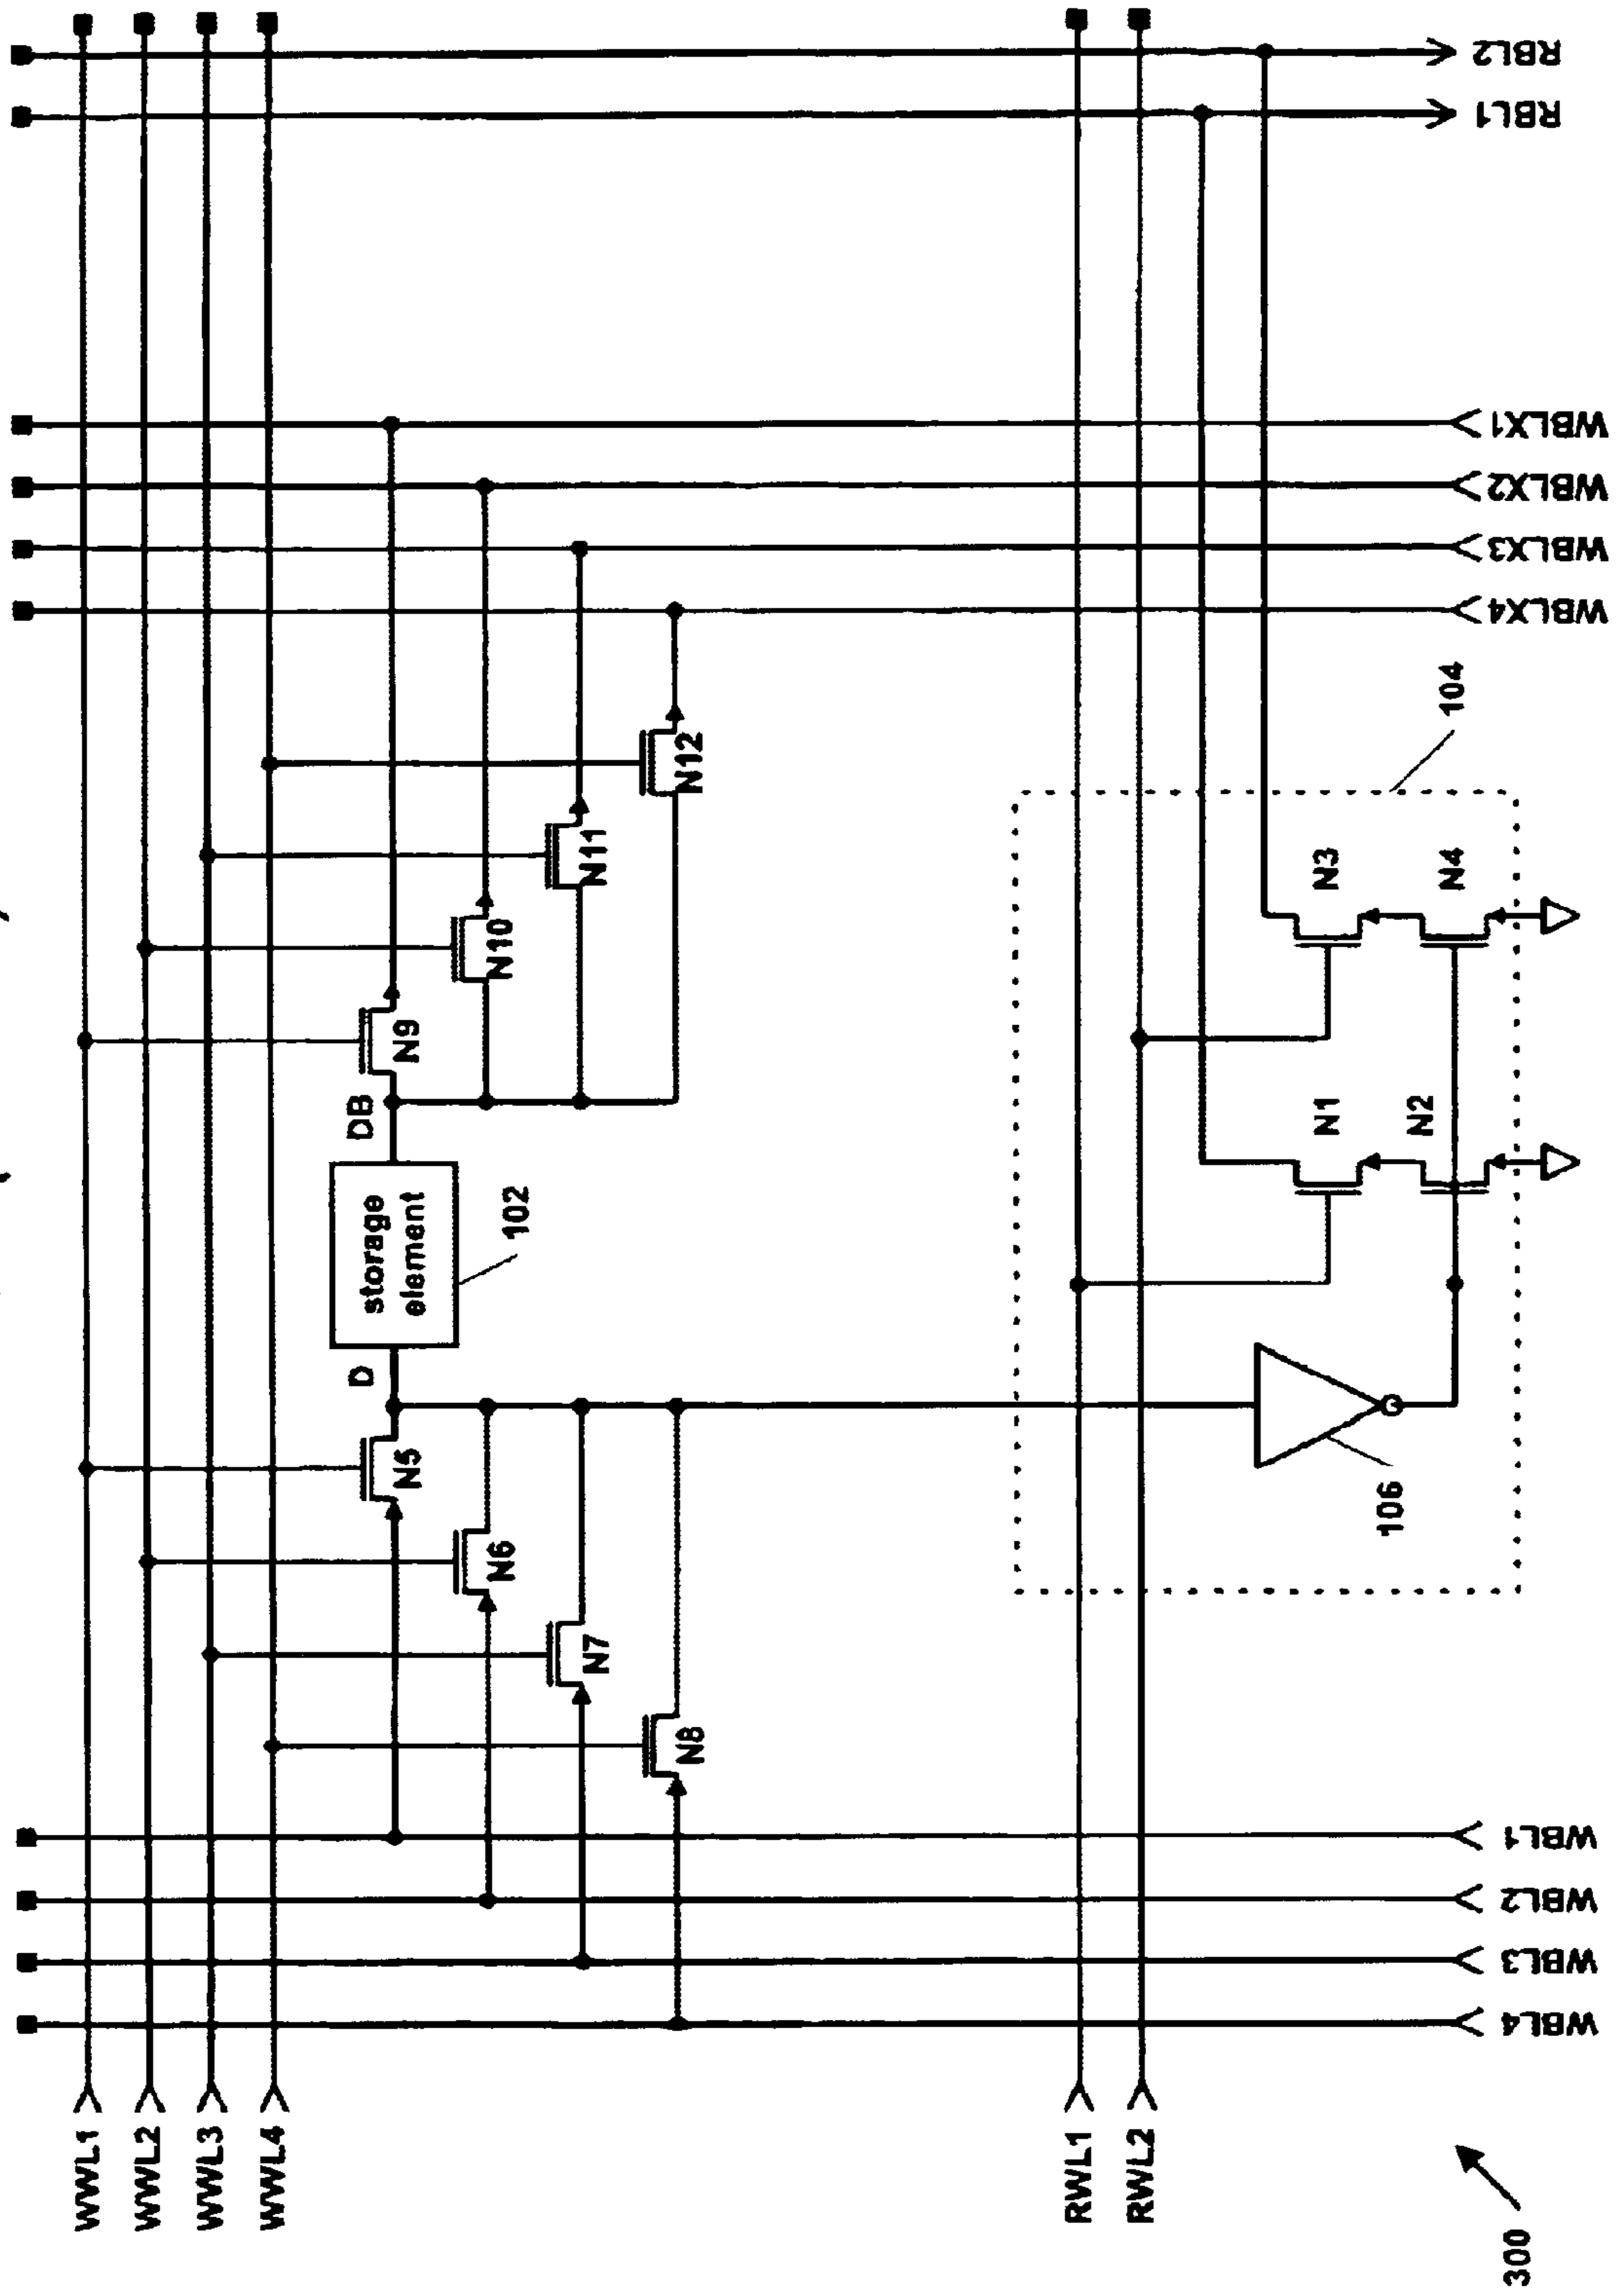 WWL1
WWL2
WWL3
WWL4
D
storage
element
DB
102
N5
N6
N7
N8
N9
N10
N11
N12
RWL1
RWL2
104
106
N1
N2
N3
N4
WBL4
WBL3
WBL2
WBL1
WBLX4
WBLX3
WBLX2
WBLX1
RBL1
RBL2
300